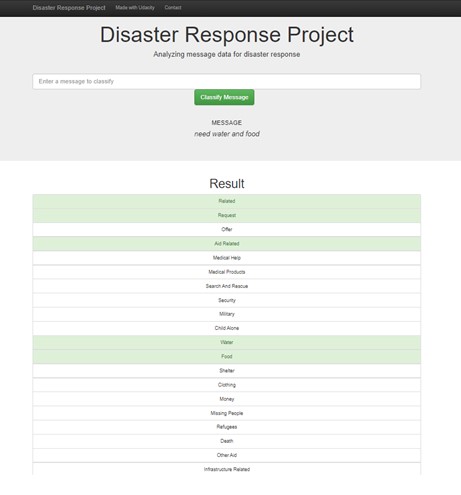 Disaster Response Project Made with Udacity Contact
Disaster Response Project
Analyzing message data for disaster response
Enter a message to classify
Classify Message
MESSAGE
need water and food
Result
Related
Request
Offer
Aid Related
Medical Help
Medical Products
Search And Rescue
Security
Military
Child Alone
Water
Food
Shelter
Clothing
Money
Missing People
Refugees
Death
Other Aid
Infrastructure Related